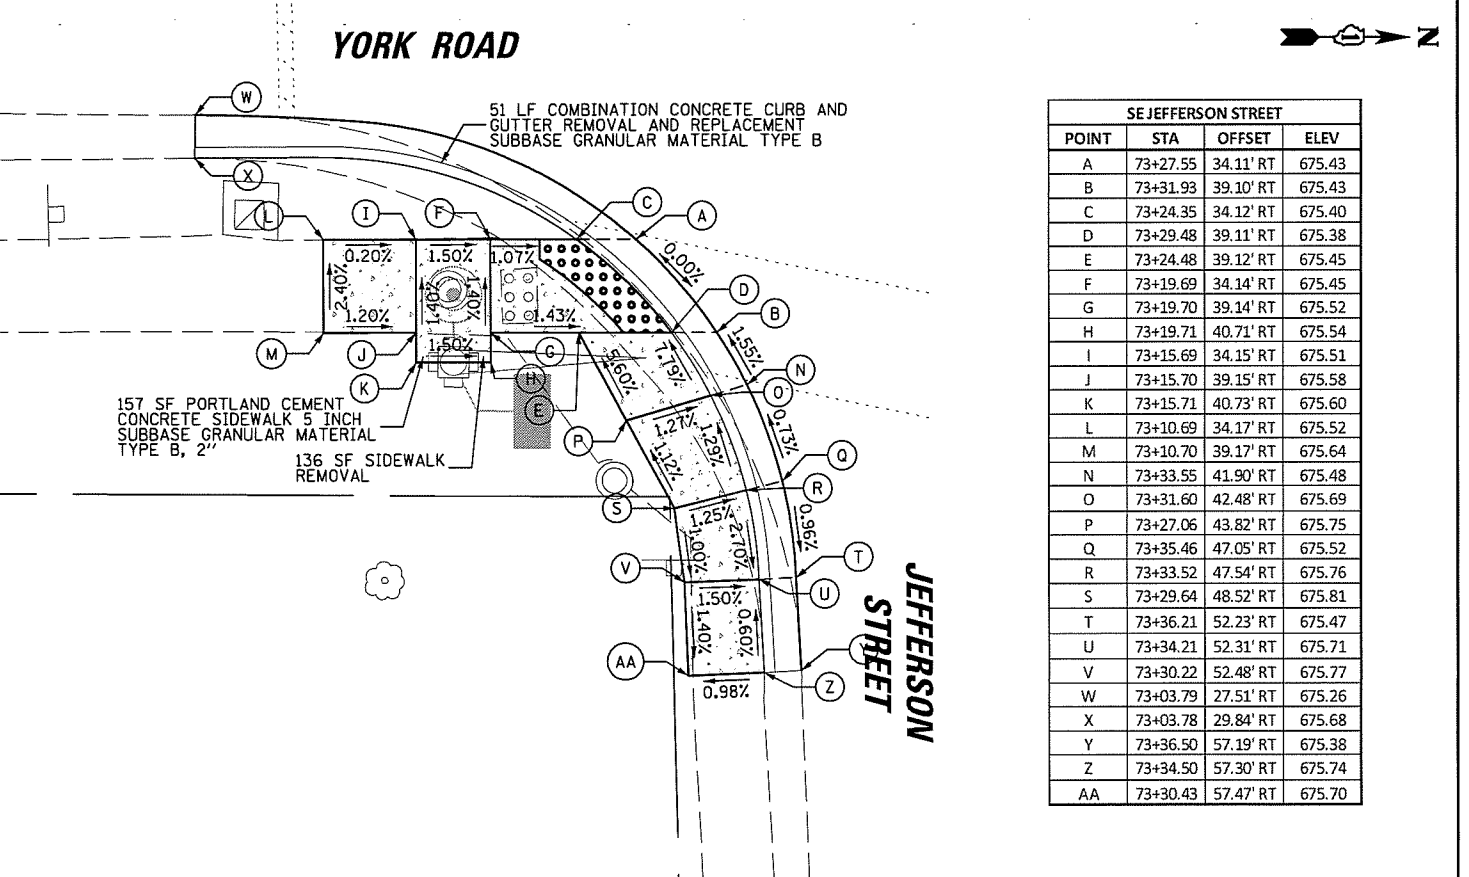 YORK ROAD
N
W
51 LF COMBINATION CONCRETE CURB AND
GUTTER REMOVAL AND REPLACEMENT
SUBBASE GRANULAR MATERIAL TYPE B
X
L
I
F
C
A
0.20%
1.50%
1.07%
0.00%
2.40%
1.40%
1.40%
1.20%
1.43%
D
B
M
J
1.50%
G
1.55%
K
H
5.60%
7.79%
N
O
E
157 SF PORTLAND CEMENT
CONCRETE SIDEWALK 5 INCH
SUBBASE GRANULAR MATERIAL
TYPE B, 2"
136 SF SIDEWALK
REMOVAL
P
1.27%
1.29%
0.73%
1.12%
Q
R
S
1.25%
2.70%
0.96%
1.00%
V
T
U
1.50%
1.40%
0.60%
AA
Y
Z
0.98%
JEFFERSON
STREET
SE JEFFERSON STREET
POINT STA OFFSET ELEV
A 73+27.55 34.11' RT 675.43
B 73+31.93 39.10' RT 675.43
C 73+24.35 34.12' RT 675.40
D 73+29.48 39.11' RT 675.38
E 73+24.48 39.12' RT 675.45
F 73+19.69 34.14' RT 675.45
G 73+19.70 39.14' RT 675.52
H 73+19.71 40.71' RT 675.54
I 73+15.69 34.15' RT 675.51
J 73+15.70 39.15' RT 675.58
K 73+15.71 40.73' RT 675.60
L 73+10.69 34.17' RT 675.52
M 73+10.70 39.17' RT 675.64
N 73+33.55 41.90' RT 675.48
O 73+31.60 42.48' RT 675.69
P 73+27.06 43.82' RT 675.75
Q 73+35.46 47.05' RT 675.52
R 73+33.52 47.54' RT 675.76
S 73+29.64 48.52' RT 675.81
T 73+36.21 52.23' RT 675.47
U 73+34.21 52.31' RT 675.71
V 73+30.22 52.48' RT 675.77
W 73+03.79 27.51' RT 675.26
X 73+03.78 29.84' RT 675.68
Y 73+36.50 57.19' RT 675.38
Z 73+34.50 57.30' RT 675.74
AA 73+30.43 57.47' RT 675.70